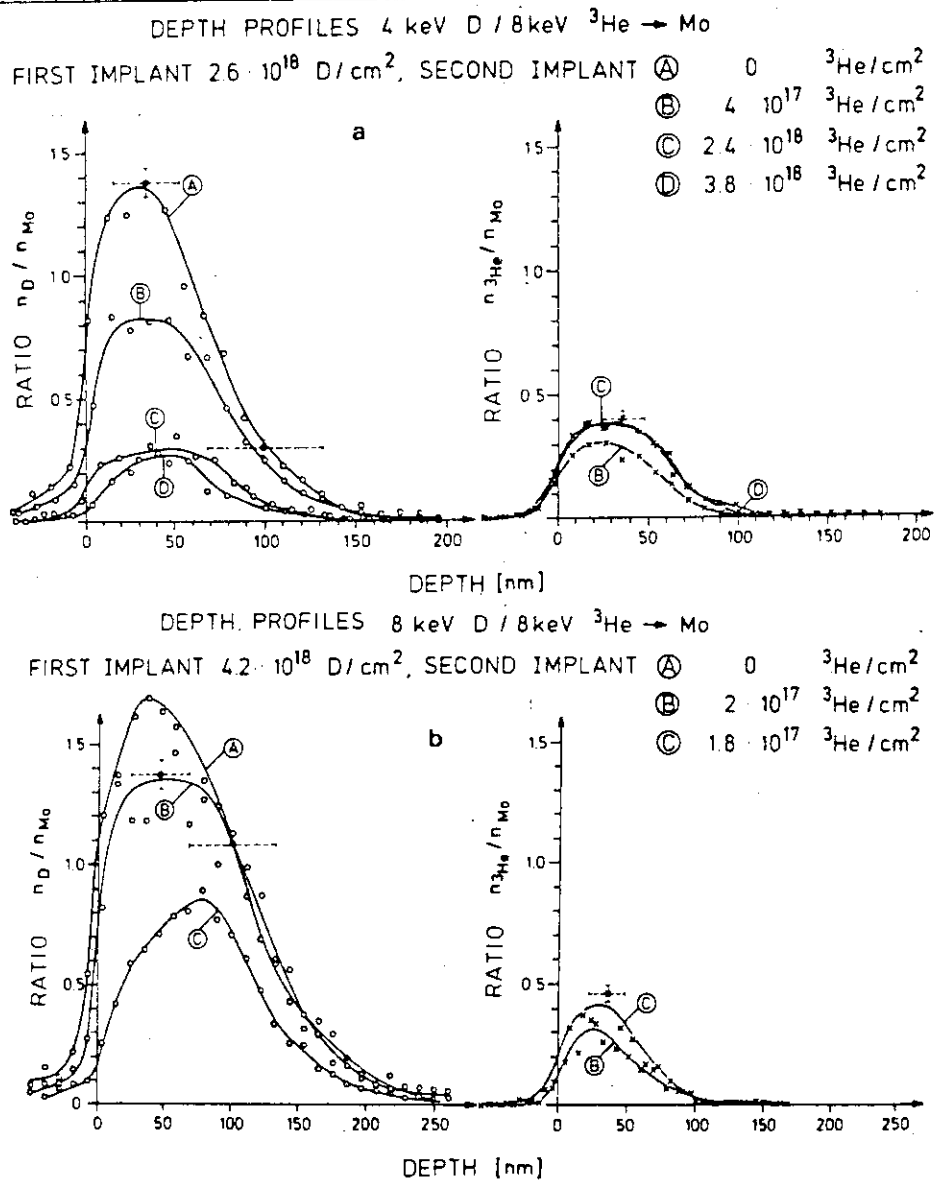 DEPTH PROFILES 4 keV D / 8 keV ³He → Mo
FIRST IMPLANT 2.6 · 10¹⁸ D/cm², SECOND IMPLANT Ⓐ 0 ³He/cm²
Ⓑ 4 · 10¹⁷ ³He/cm²
Ⓒ 2.4 · 10¹⁸ ³He/cm²
Ⓓ 3.8 · 10¹⁸ ³He/cm²
a
RATIO n_D / n_Mo
1.5
1.0
0.5
Ⓐ
Ⓑ
Ⓒ
Ⓓ
0 50 100 150 200
RATIO n_³He / n_Mo
1.5
1.0
0.5
Ⓒ
Ⓑ
Ⓓ
0 50 100 150 200
DEPTH [nm]
DEPTH. PROFILES 8 keV D / 8 keV ³He → Mo
FIRST IMPLANT 4.2 · 10¹⁸ D/cm², SECOND IMPLANT Ⓐ 0 ³He/cm²
Ⓑ 2 · 10¹⁷ ³He/cm²
Ⓒ 1.8 · 10¹⁷ ³He/cm²
b
RATIO n_D / n_Mo
1.5
1.0
0.5
0
Ⓐ
Ⓑ
Ⓒ
0 50 100 150 200 250
RATIO n_³He / n_Mo
1.5
1.0
0.5
0
Ⓒ
Ⓑ
0 50 100 150 200 250
DEPTH [nm]